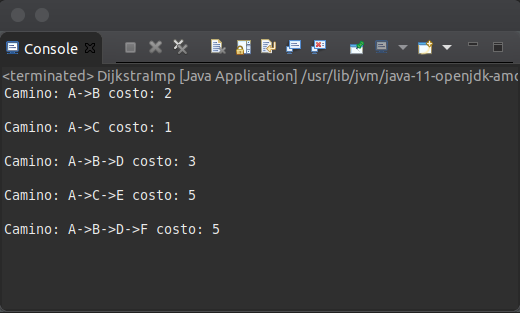 Console
<terminated> DijkstraImp [Java Application] /usr/lib/jvm/java-11-openjdk-amd
Camino: A->B costo: 2
Camino: A->C costo: 1
Camino: A->B->D costo: 3
Camino: A->C->E costo: 5
Camino: A->B->D->F costo: 5